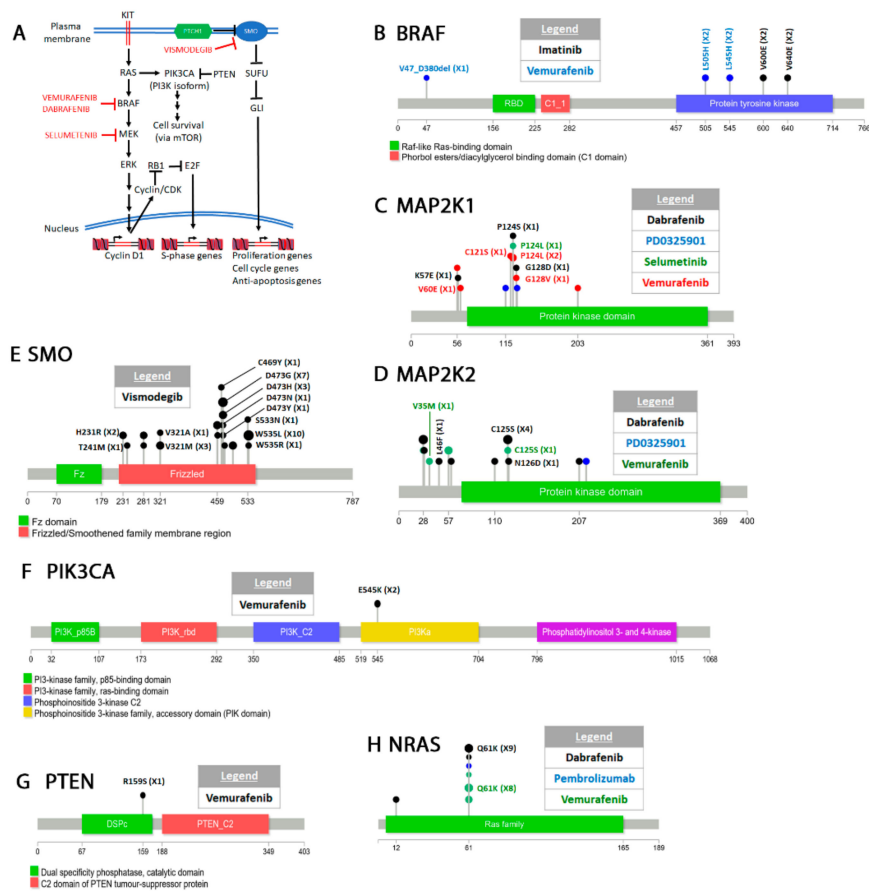 A
Plasma
membrane
KIT
PTCH1
SMO
VISMODEGIB
RAS
PIK3CA
(PI3K isoform)
PTEN
SUFU
VEMURAFENIB
DABRAFENIB
BRAF
GLI
Cell survival
(via mTOR)
SELUMETENIB
MEK
ERK
RB1
E2F
Cyclin/CDK
Nucleus
Cyclin D1
S-phase genes
Proliferation genes
Cell cycle genes
Anti-apoptosis genes
B BRAF
Legend
Imatinib
Vemurafenib
V47_D380del (X1)
L505H (X2)
L545H (X2)
V600E (X2)
V640E (X2)
RBD
C1_1
Protein tyrosine kinase
0 47 156 225 282 457 505 545 600 640 714 766
Raf-like Ras-binding domain
Phorbol esters/diacylglycerol binding domain (C1 domain)
C MAP2K1
Legend
Dabrafenib
PD0325901
Selumetinib
Vemurafenib
P124S (X1)
P124L (X1)
C121S (X1)
P124L (X2)
K57E (X1)
G128D (X1)
V60E (X1)
G128V (X1)
Protein kinase domain
0 56 115 203 361 393
D MAP2K2
Legend
Dabrafenib
PD0325901
Vemurafenib
V35M (X1)
L46F (X1)
C125S (X4)
C125S (X1)
N126D (X1)
Protein kinase domain
0 28 57 110 207 369 400
E SMO
Legend
Vismodegib
C469Y (X1)
D473G (X7)
D473H (X3)
D473N (X1)
D473Y (X1)
S533N (X1)
H231R (X2)
V321A (X1)
W535L (X10)
T241M (X1)
V321M (X3)
W535R (X1)
Fz
Frizzled
0 70 179 231 281 321 459 533 787
Fz domain
Frizzled/Smoothened family membrane region
F PIK3CA
Legend
Vemurafenib
E545K (X2)
PI3K_p85B
PI3K_rbd
PI3K_C2
PI3Ka
Phosphatidylinositol 3- and 4-kinase
0 32 107 173 292 350 485 519 545 704 796 1015 1068
PI3-kinase family, p85-binding domain
PI3-kinase family, ras-binding domain
Phosphoinositide 3-kinase C2
Phosphoinositide 3-kinase family, accessory domain (PIK domain)
G PTEN
Legend
Vemurafenib
R159S (X1)
DSPc
PTEN_C2
0 67 159 188 349 403
Dual specificity phosphatase, catalytic domain
C2 domain of PTEN tumour-suppressor protein
H NRAS
Legend
Dabrafenib
Pembrolizumab
Vemurafenib
Q61K (X9)
Q61K (X8)
Ras family
12 61 165 189